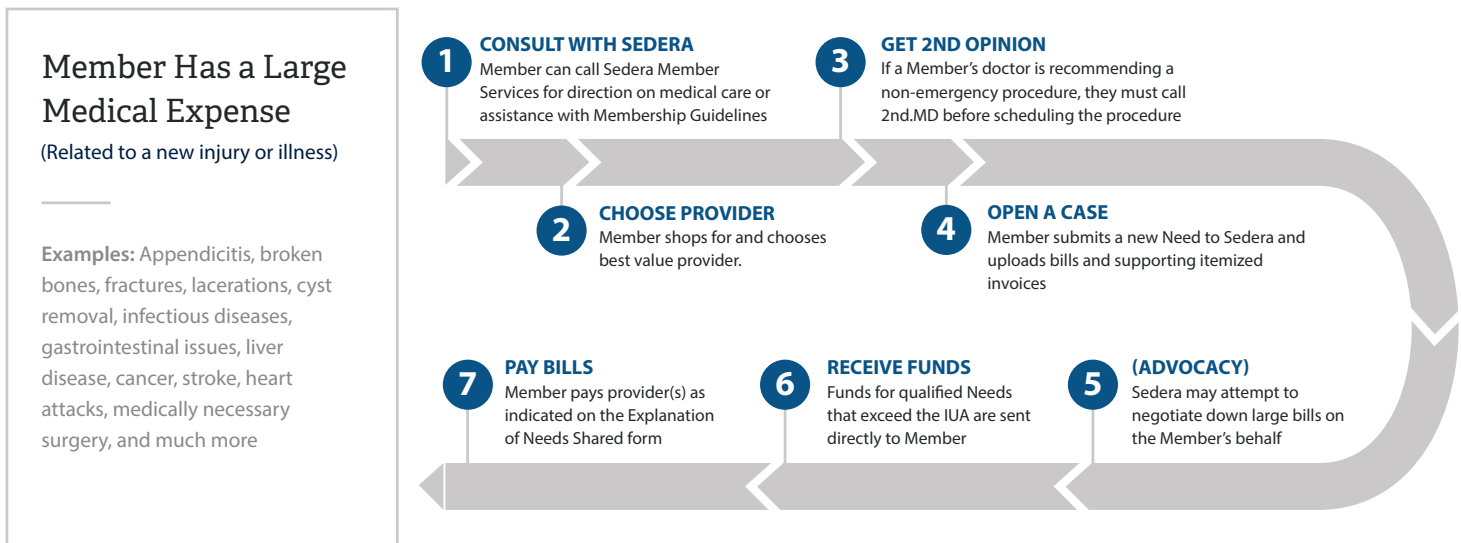 Member Has a Large
Medical Expense
(Related to a new injury or illness)
Examples: Appendicitis, broken
bones, fractures, lacerations, cyst
removal, infectious diseases,
gastrointestinal issues, liver
disease, cancer, stroke, heart
attacks, medically necessary
surgery, and much more
1
CONSULT WITH SEDERA
Member can call Sedera Member
Services for direction on medical care or
assistance with Membership Guidelines
2
CHOOSE PROVIDER
Member shops for and chooses
best value provider.
3
GET 2ND OPINION
If a Member’s doctor is recommending a
non-emergency procedure, they must call
2nd.MD before scheduling the procedure
4
OPEN A CASE
Member submits a new Need to Sedera and
uploads bills and supporting itemized
invoices
5
(ADVOCACY)
Sedera may attempt to
negotiate down large bills on
the Member’s behalf
6
RECEIVE FUNDS
Funds for qualified Needs
that exceed the IUA are sent
directly to Member
7
PAY BILLS
Member pays provider(s) as
indicated on the Explanation
of Needs Shared form